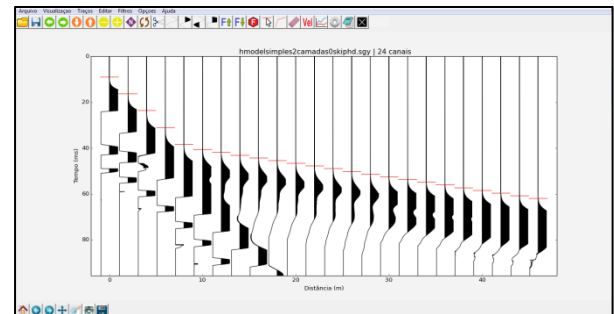 Arquivo Visualização Traços Editar Filtros Opções Ajuda
F↑ F↕ Vel
hmodelsimples2camadas0skiphd.sgy | 24 canais
0
20
40
60
80
Tempo (ms)
0 10 20 30 40
Distância (m)